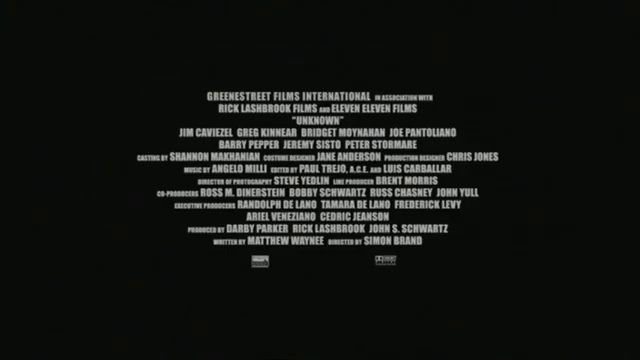 GREENESTREET FILMS INTERNATIONAL IN ASSOCIATION WITH
RICK LASHBROOK FILMS AND ELEVEN ELEVEN FILMS
"UNKNOWN"
JIM CAVIEZEL GREG KINNEAR BRIDGET MOYNAHAN JOE PANTOLIANO
BARRY PEPPER JEREMY SISTO PETER STORMARE
CASTING BY SHANNON MAKHANIAN COSTUME DESIGNER JANE ANDERSON PRODUCTION DESIGNER CHRIS JONES
MUSIC BY ANGELO MILLI EDITED BY PAUL TREJO, A.C.E. AND LUIS CARBALLAR
DIRECTOR OF PHOTOGRAPHY STEVE YEDLIN LINE PRODUCER BRENT MORRIS
CO-PRODUCERS ROSS M. DINERSTEIN BOBBY SCHWARTZ RUSS CHASNEY JOHN YULL
EXECUTIVE PRODUCERS RANDOLPH DE LANO TAMARA DE LANO FREDERICK LEVY
ARIEL VENEZIANO CEDRIC JEANSON
PRODUCED BY DARBY PARKER RICK LASHBROOK JOHN S. SCHWARTZ
WRITTEN BY MATTHEW WAYNEE DIRECTED BY SIMON BRAND